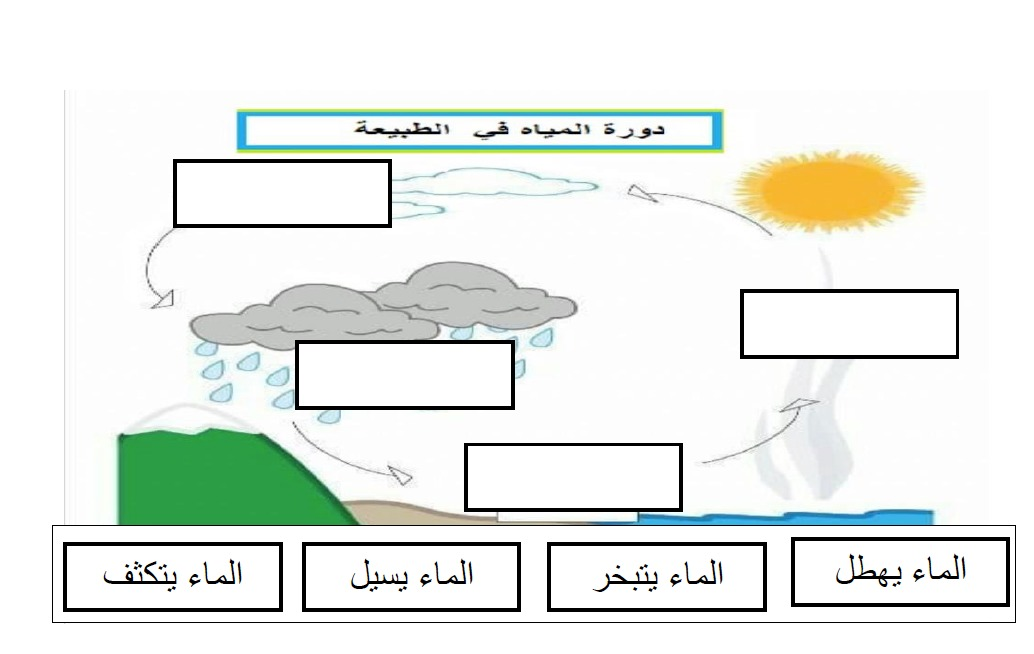 دورة المياه في الطبيعة
الماء يهطل
الماء يتبخر
الماء يسيل
الماء يتكثف